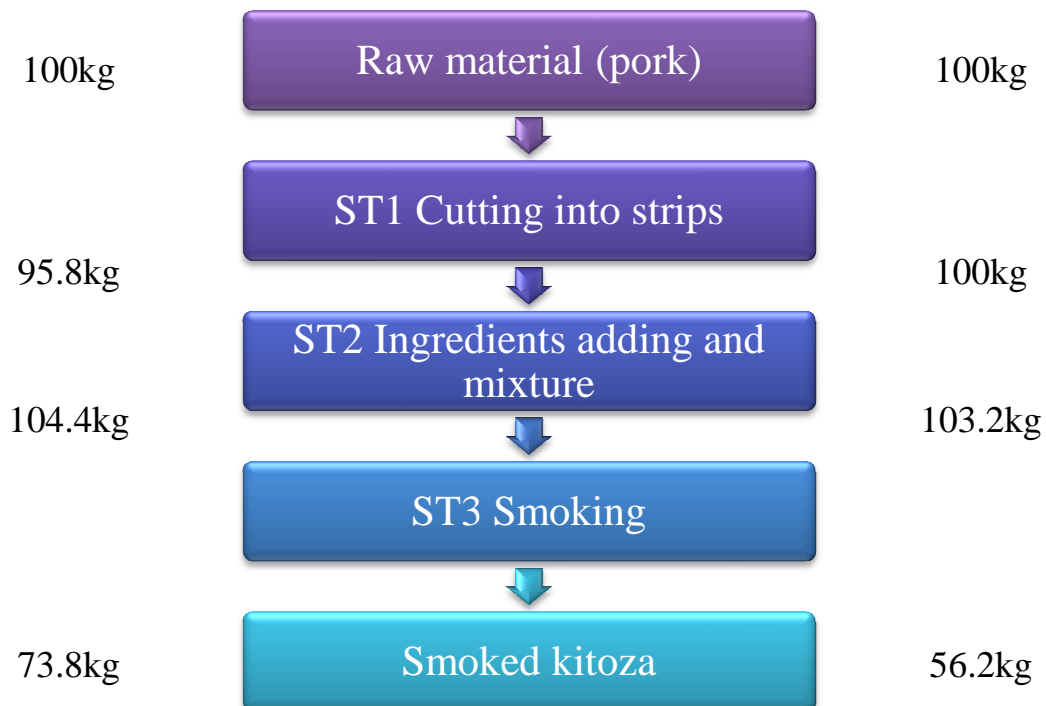 100kg
Raw material (pork)
100kg
ST1 Cutting into strips
95.8kg
100kg
ST2 Ingredients adding and
mixture
104.4kg
103.2kg
ST3 Smoking
73.8kg
Smoked kitoza
56.2kg